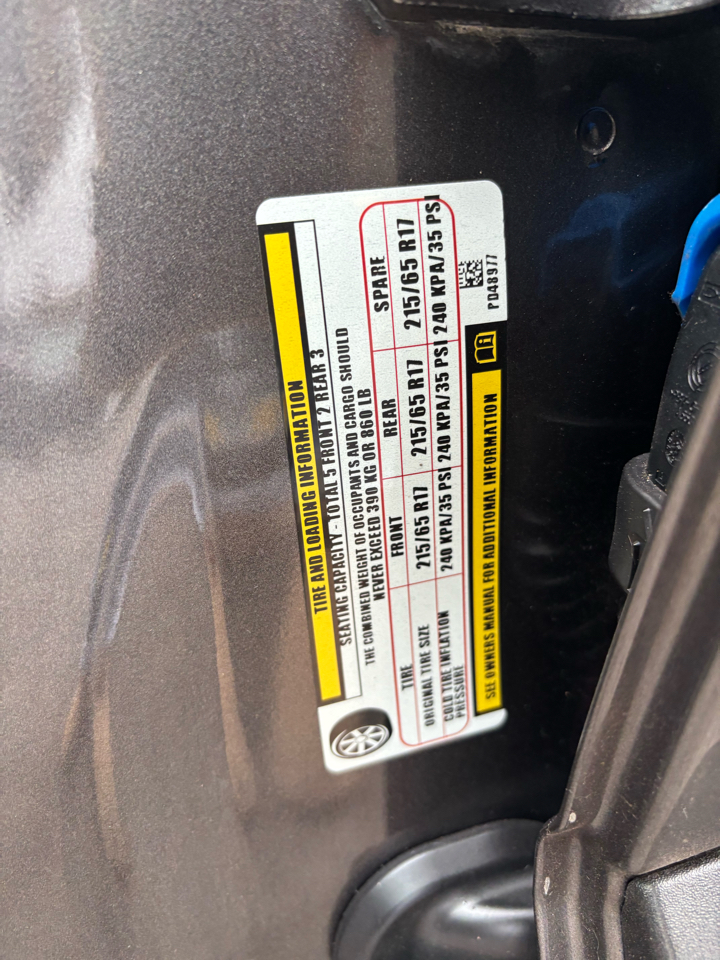 TIRE AND LOADING INFORMATION
SEATING CAPACITY - TOTAL 5 FRONT 2 REAR 3
THE COMBINED WEIGHT OF OCCUPANTS AND CARGO SHOULD
NEVER EXCEED 390 KG OR 860 LB
TIRE FRONT REAR SPARE
ORIGINAL TIRE SIZE 215/65 R17 215/65 R17 215/65 R17
COLD TIRE INFLATION PRESSURE 240 KPA/35 PSI 240 KPA/35 PSI 240 KPA/35 PSI
SEE OWNERS MANUAL FOR ADDITIONAL INFORMATION
PD48977